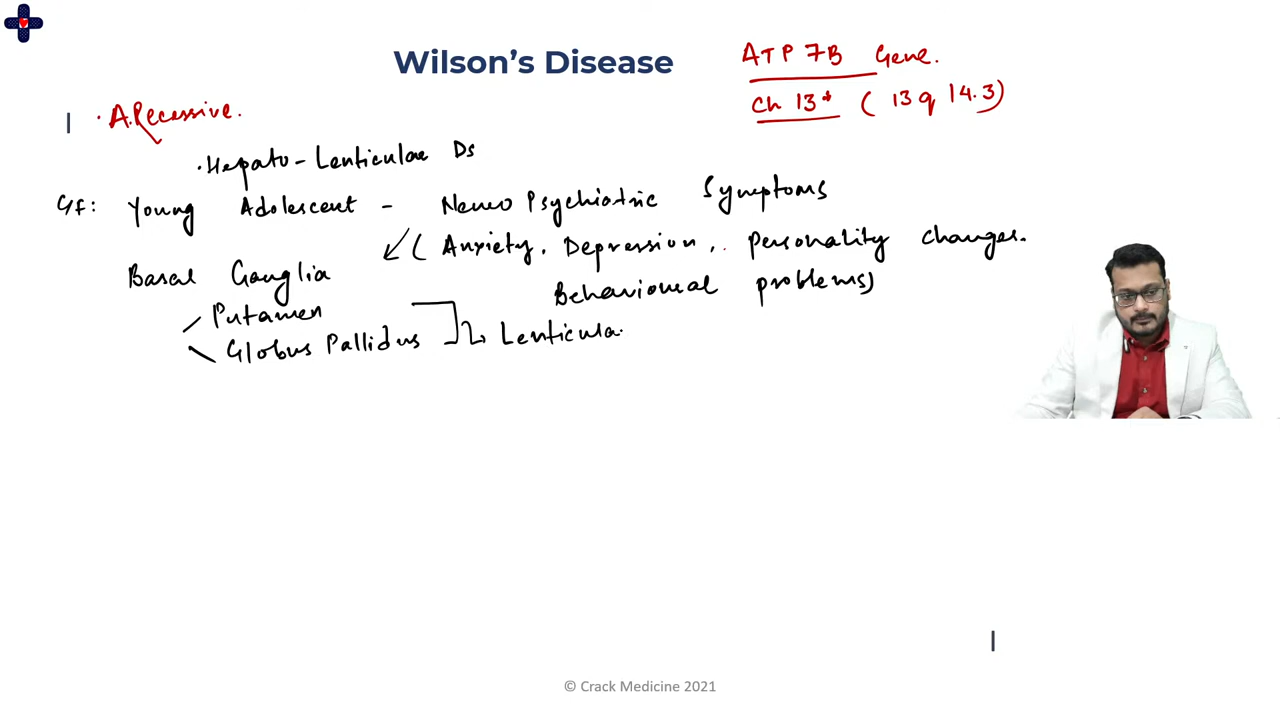 Wilson's Disease
ATP 7B Gene.
Ch 13* ( 13q 14.3)
· A. Recessive.
· Hepato-Lenticular Ds
Cf: Young Adolescent - Neuro Psychiatric Symptoms
( Anxiety, Depression, Personality changes.
Behavioural problems)
Basal Ganglia
Putamen
Globus Pallidus Lenticula
© Crack Medicine 2021